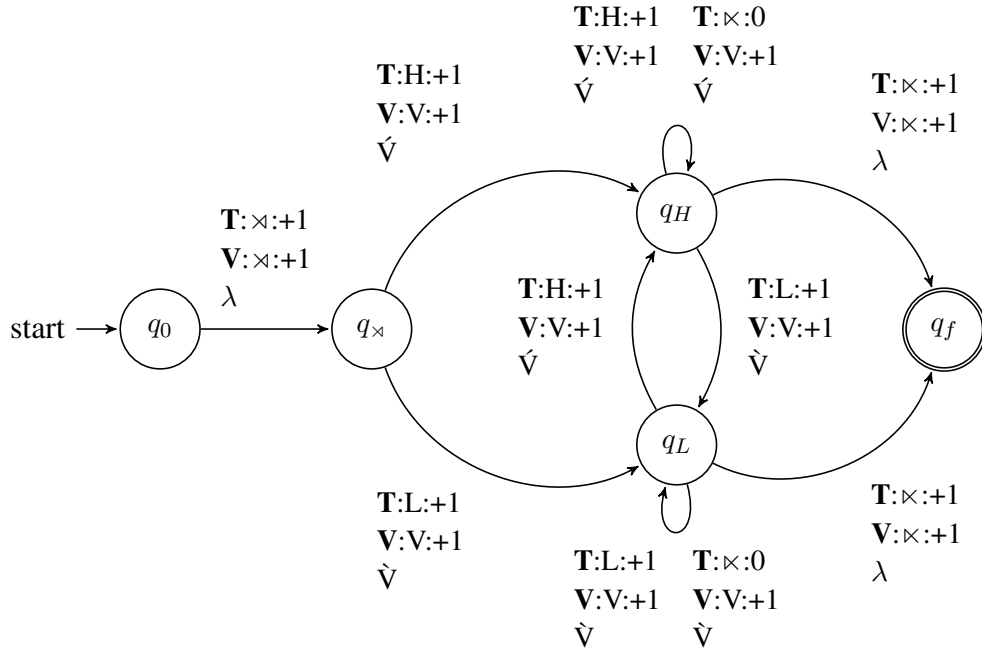 T:H:+1
V:V:+1
V́
T:⋉:0
V:V:+1
V́
T:H:+1
V:V:+1
V́
T:⋉:+1
V:⋉:+1
λ
q_H
T:⋊:+1
V:⋊:+1
λ
T:H:+1
V:V:+1
V́
T:L:+1
V:V:+1
V̀
start
q_0
q_⋊
q_f
q_L
T:L:+1
V:V:+1
V̀
T:⋉:+1
V:⋉:+1
λ
T:L:+1
V:V:+1
V̀
T:⋉:0
V:V:+1
V̀